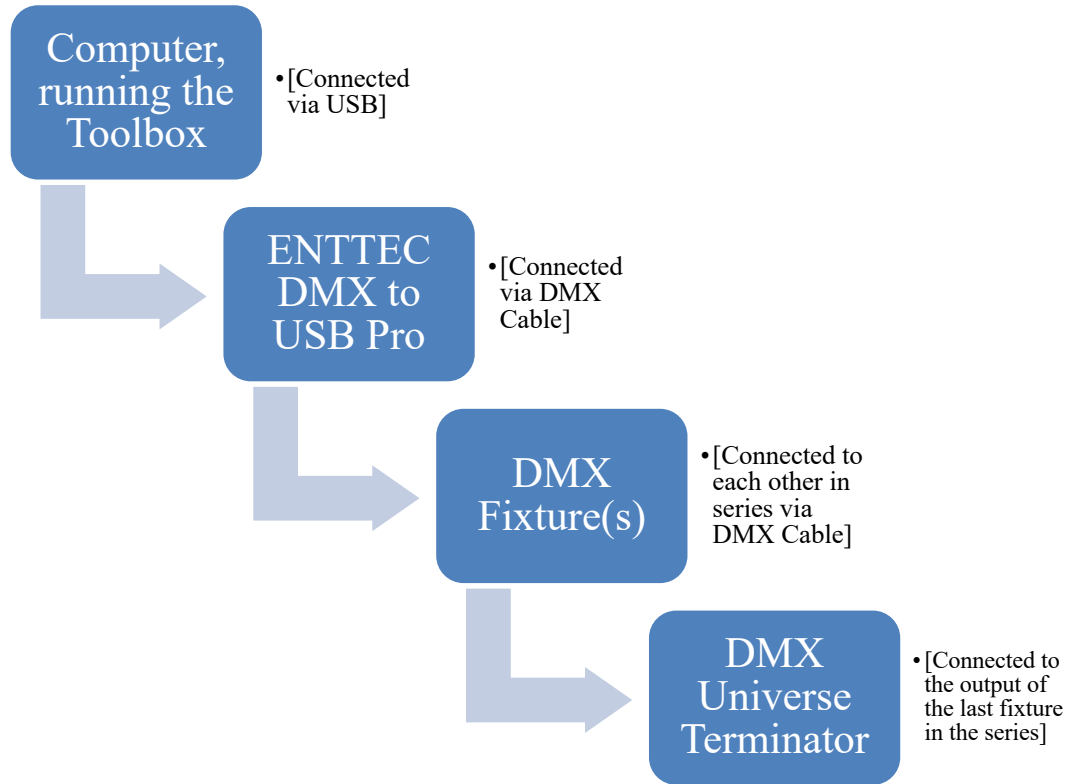 Computer,
running the
Toolbox
•[Connected
via USB]
ENTTEC
DMX to
USB Pro
•[Connected
via DMX
Cable]
DMX
Fixture(s)
•[Connected to
each other in
series via
DMX Cable]
DMX
Universe
Terminator
•[Connected to
the output of
the last fixture
in the series]